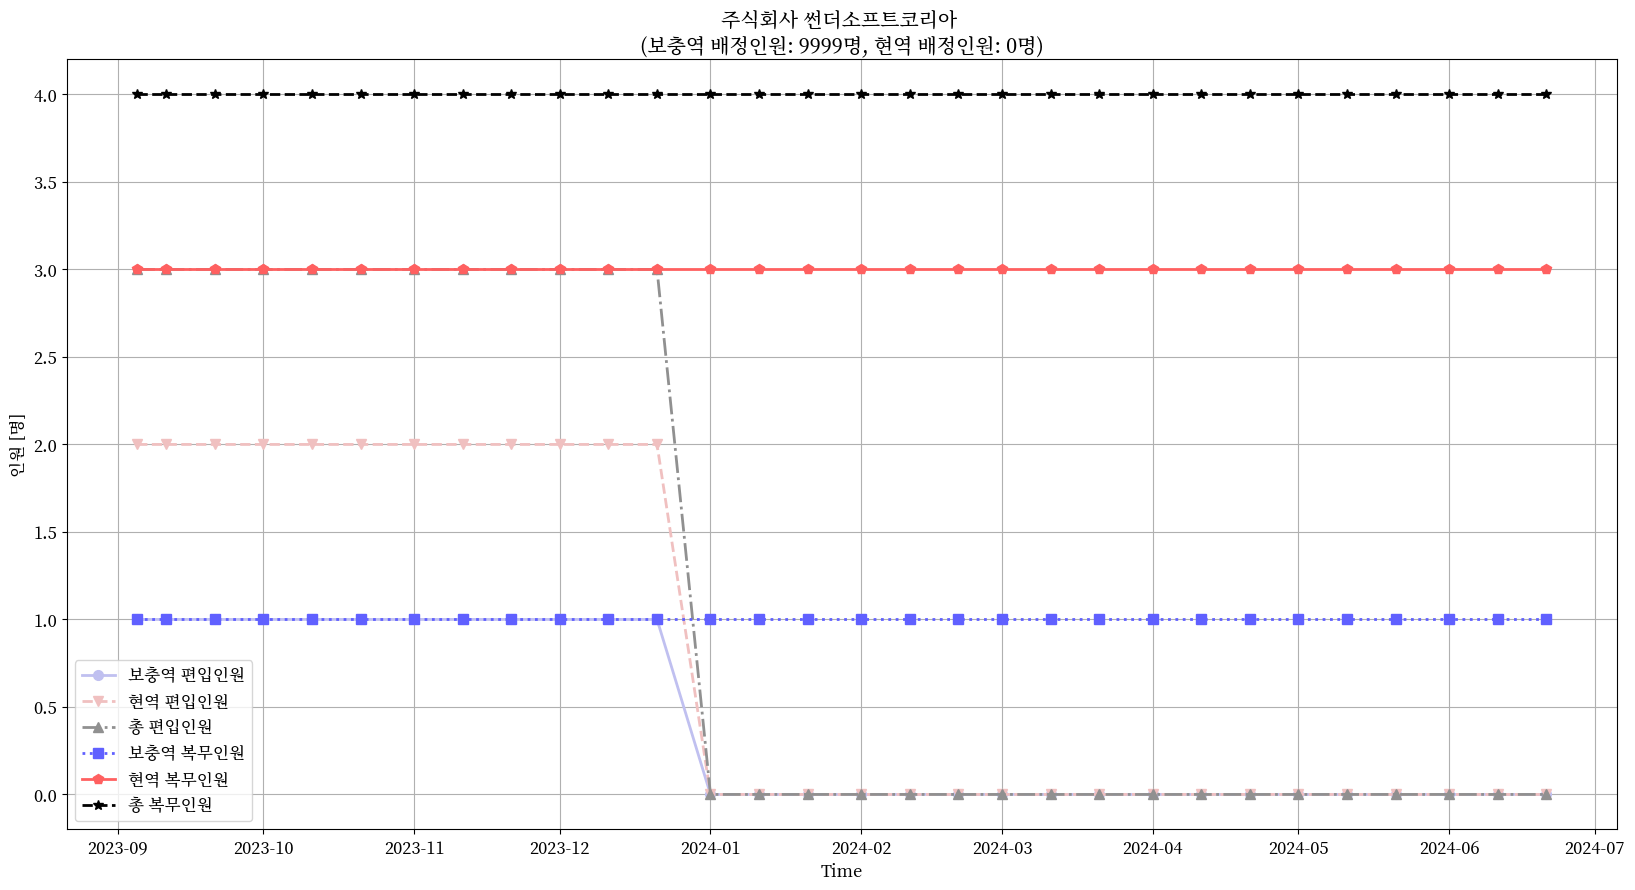 주식회사 썬더소프트코리아
(보충역 배정인원: 9999명, 현역 배정인원: 0명)
4.0
3.5
3.0
2.5
2.0
1.5
1.0
0.5
0.0
인원 [명]
보충역 편입인원
현역 편입인원
총 편입인원
보충역 복무인원
현역 복무인원
총 복무인원
2023-09
2023-10
2023-11
2023-12
2024-01
2024-02
2024-03
2024-04
2024-05
2024-06
2024-07
Time